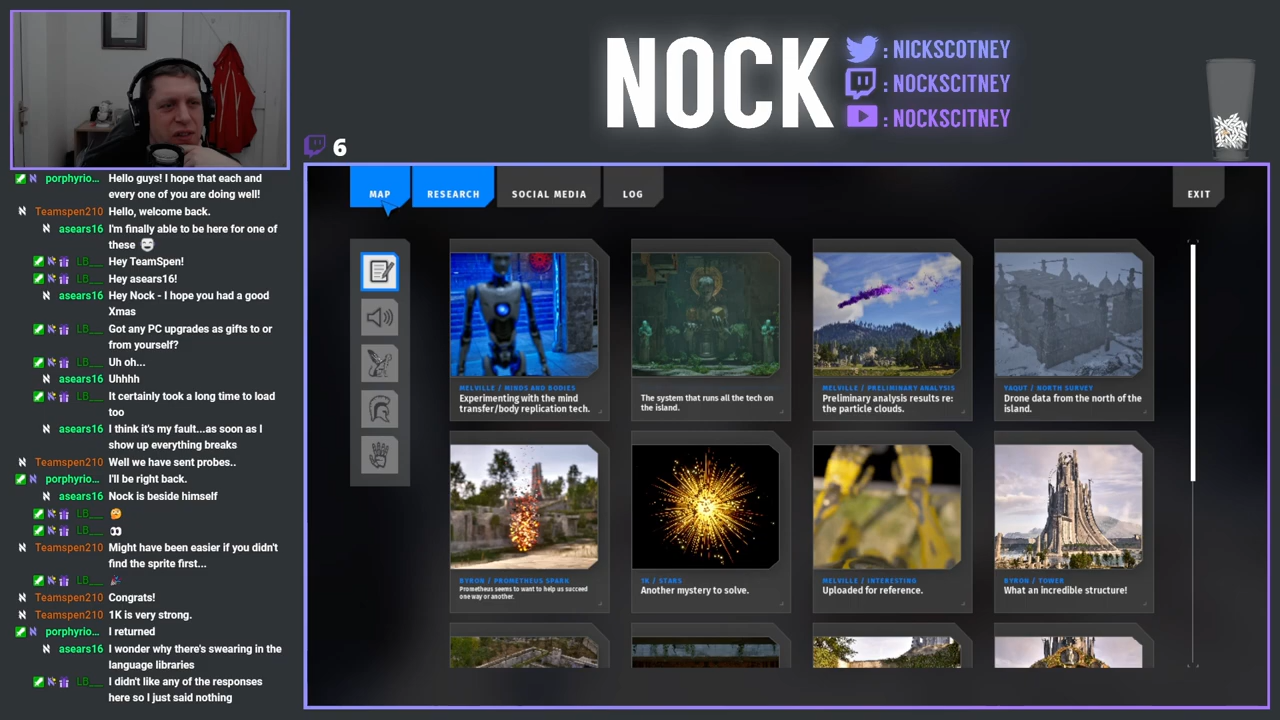 NOCK
: NICKSCOTNEY
: NOCKSCITNEY
: NOCKSCITNEY
6
porphyrio... Hello guys! I hope that each and
every one of you are doing well!
Teamspen210 Hello, welcome back.
asears16 I'm finally able to be here for one of
these
LB__ Hey TeamSpen!
LB__ Hey asears16!
asears16 Hey Nock - I hope you had a good
Xmas
LB__ Got any PC upgrades as gifts to or
from yourself?
LB__ Uh oh...
asears16 Uhhhh
LB__ It certainly took a long time to load
too
asears16 I think it's my fault...as soon as I
show up everything breaks
Teamspen210 Well we have sent probes..
porphyrio... I'll be right back.
asears16 Nock is beside himself
LB__
LB__
Teamspen210 Might have been easier if you didn't
find the sprite first...
LB__
Teamspen210 Congrats!
Teamspen210 1K is very strong.
porphyrio... I returned
asears16 I wonder why there's swearing in the
language libraries
LB__ I didn't like any of the responses
here so I just said nothing
MAP
RESEARCH
SOCIAL MEDIA
LOG
EXIT
MELVILLE / MINDS AND BODIES
Experimenting with the mind
transfer/body replication tech.
The system that runs all the tech on
the island.
MELVILLE / PRELIMINARY ANALYSIS
Preliminary analysis results re:
the particle clouds.
YAQUT / NORTH SURVEY
Drone data from the north of the
island.
BYRON / PROMETHEUS SPARK
Prometheus seems to want to help us succeed
one way or another.
1K / STARS
Another mystery to solve.
MELVILLE / INTERESTING
Uploaded for reference.
BYRON / TOWER
What an incredible structure!